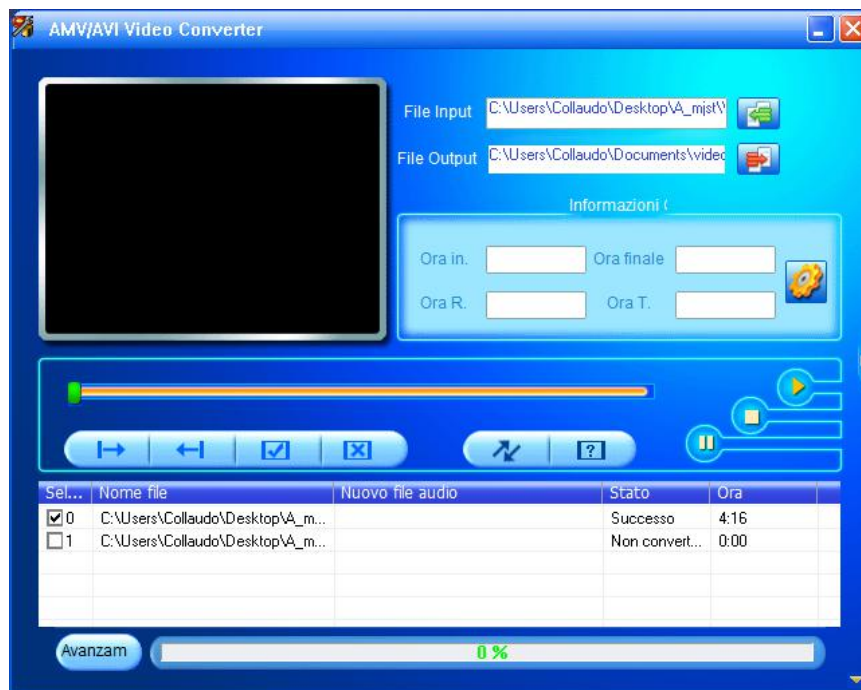 AMV/AVI Video Converter
File Input C:\Users\Collaudo\Desktop\A_mjst\
File Output C:\Users\Collaudo\Documents\videc
Informazioni
Ora in. Ora finale
Ora R. Ora T.
Sel... Nome file Nuovo file audio Stato Ora
0 C:\Users\Collaudo\Desktop\A_m... Successo 4:16
1 C:\Users\Collaudo\Desktop\A_m... Non convert... 0:00
Avanzam 0 %